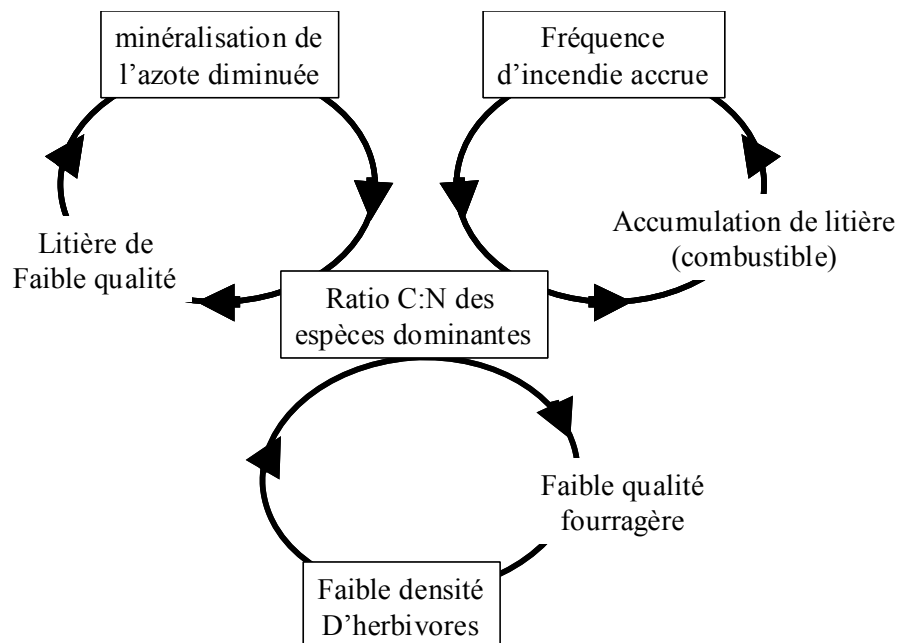 minéralisation de
l'azote diminuée
Fréquence
d'incendie accrue
Litière de
Faible qualité
Accumulation de litière
(combustible)
Ratio C:N des
espèces dominantes
Faible qualité
fourragère
Faible densité
D'herbivores